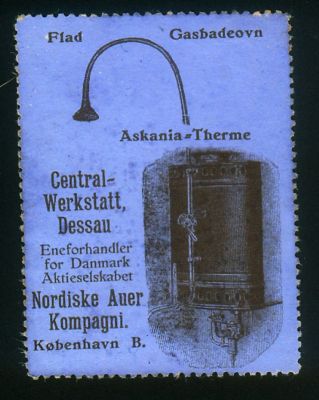 Flad Gasbadeovn
Askania-Therme
Central-
Werkstatt,
Dessau
Eneforhandler
for Danmark
Aktieselskabet
Nordiske Auer
Kompagni.
København B.